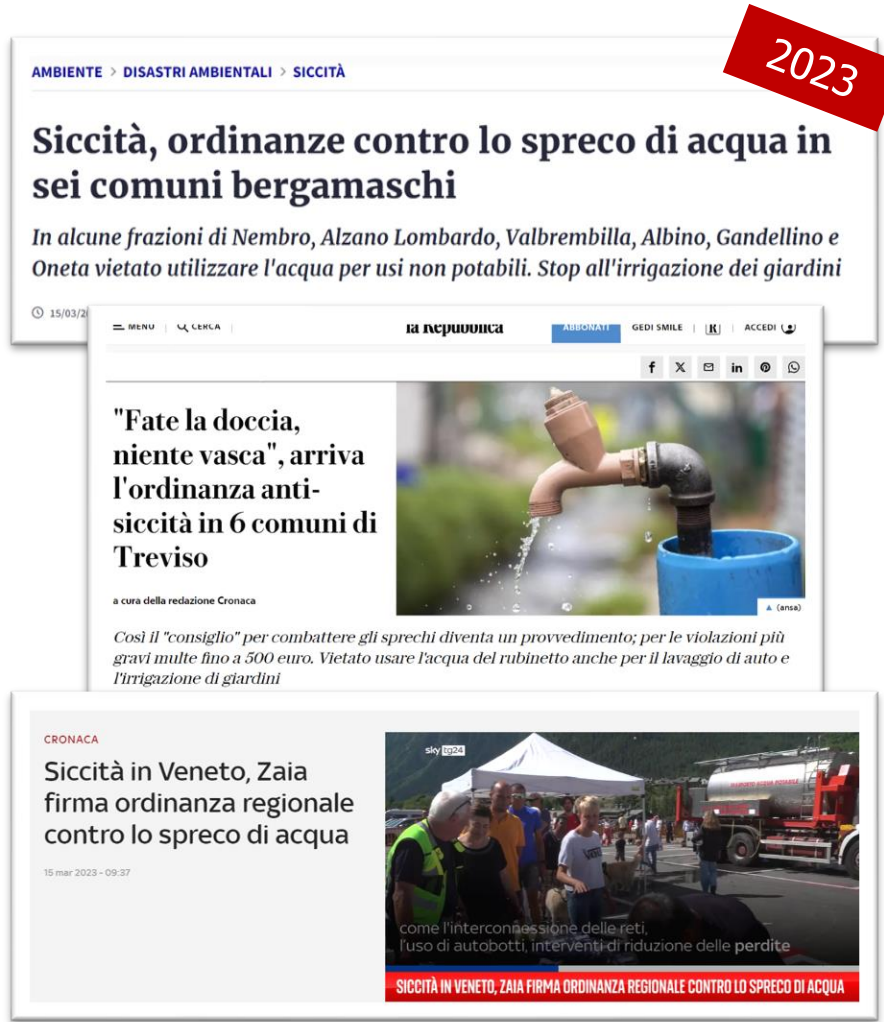 2023
AMBIENTE > DISASTRI AMBIENTALI > SICCITÀ
Siccità, ordinanze contro lo spreco di acqua in
sei comuni bergamaschi
In alcune frazioni di Nembro, Alzano Lombardo, Valbrembilla, Albino, Gandellino e
Oneta vietato utilizzare l'acqua per usi non potabili. Stop all'irrigazione dei giardini
15/03/2
MENU | CERCA | la Repubblica ABBONATI GEDI SMILE | R | ACCEDI
"Fate la doccia,
niente vasca", arriva
l'ordinanza anti-
siccità in 6 comuni di
Treviso
a cura della redazione Cronaca
(ansa)
Così il "consiglio" per combattere gli sprechi diventa un provvedimento; per le violazioni più
gravi multe fino a 500 euro. Vietato usare l'acqua del rubinetto anche per il lavaggio di auto e
l'irrigazione di giardini
CRONACA
Siccità in Veneto, Zaia
firma ordinanza regionale
contro lo spreco di acqua
15 mar 2023 - 09:37
sky tg24
TRASPORTO ACQUA POTABILE
come l'interconnessione delle reti,
l'uso di autobotti, interventi di riduzione delle perdite
SICCITÀ IN VENETO, ZAIA FIRMA ORDINANZA REGIONALE CONTRO LO SPRECO DI ACQUA